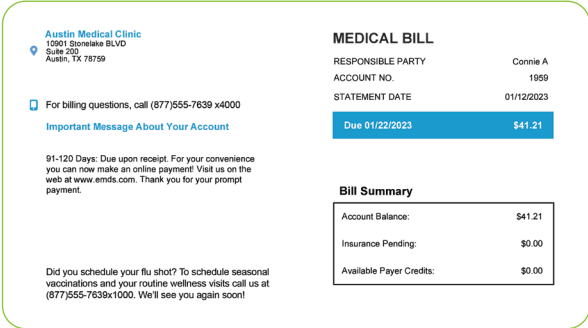 Austin Medical Clinic
10901 Stonelake BLVD
Suite 200
Austin, TX 78759
For billing questions, call (877)555-7639 x4000
Important Message About Your Account
91-120 Days: Due upon receipt. For your convenience
you can now make an online payment! Visit us on the
web at www.emds.com. Thank you for your prompt
payment.
Did you schedule your flu shot? To schedule seasonal
vaccinations and your routine wellness visits call us at
(877)555-7639x1000. We'll see you again soon!
MEDICAL BILL
RESPONSIBLE PARTY Connie A
ACCOUNT NO. 1959
STATEMENT DATE 01/12/2023
Due 01/22/2023 $41.21
Bill Summary
Account Balance: $41.21
Insurance Pending: $0.00
Available Payer Credits: $0.00